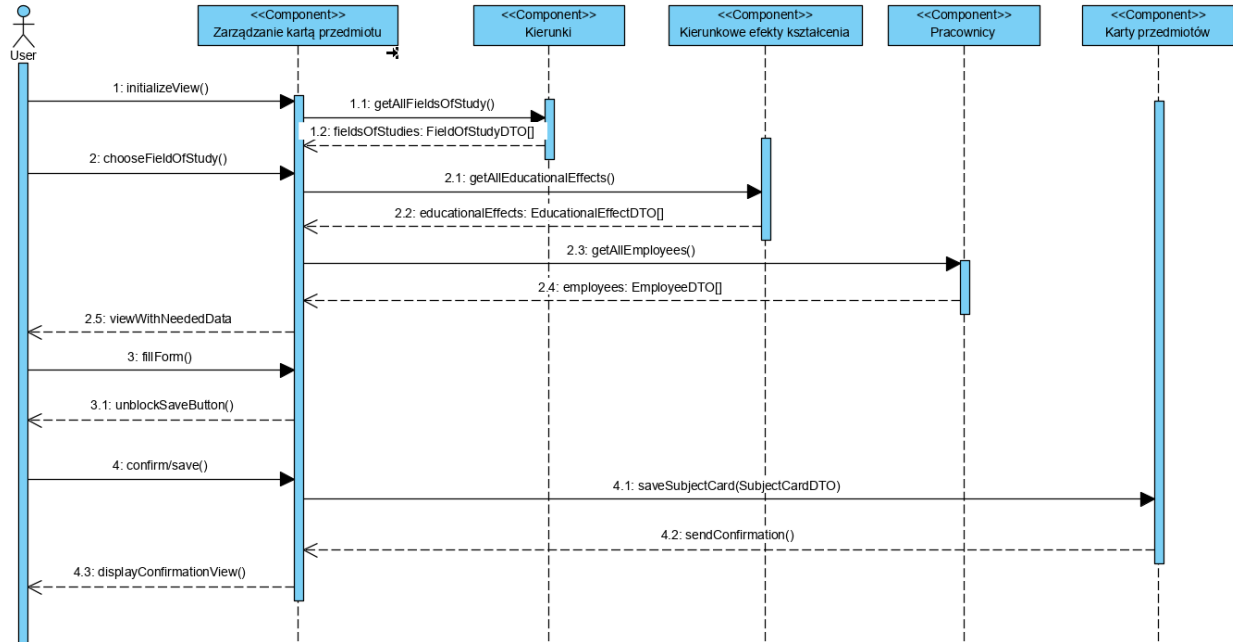 <<Component>>
Zarządzanie kartą przedmiotu
<<Component>>
Kierunki
<<Component>>
Kierunkowe efekty kształcenia
<<Component>>
Pracownicy
<<Component>>
Karty przedmiotów
User
1: initializeView()
1.1: getAllFieldsOfStudy()
1.2: fieldsOfStudies: FieldOfStudyDTO[]
2: chooseFieldOfStudy()
2.1: getAllEducationalEffects()
2.2: educationalEffects: EducationalEffectDTO[]
2.3: getAllEmployees()
2.4: employees: EmployeeDTO[]
2.5: viewWithNeededData
3: fillForm()
3.1: unblockSaveButton()
4: confirm/save()
4.1: saveSubjectCard(SubjectCardDTO)
4.2: sendConfirmation()
4.3: displayConfirmationView()